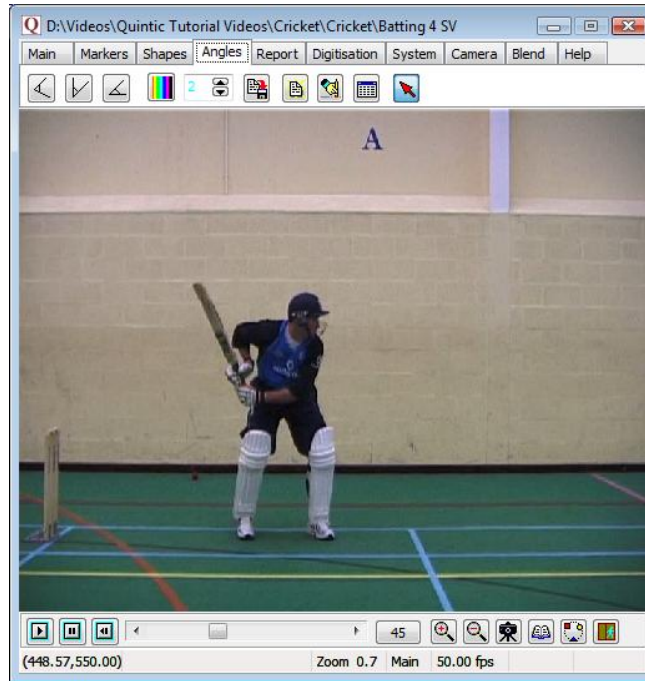 Q D:\Videos\Quintic Tutorial Videos\Cricket\Cricket\Batting 4 SV
Main Markers Shapes Angles Report Digitisation System Camera Blend Help
2
A
45
(448.57,550.00) Zoom 0.7 Main 50.00 fps